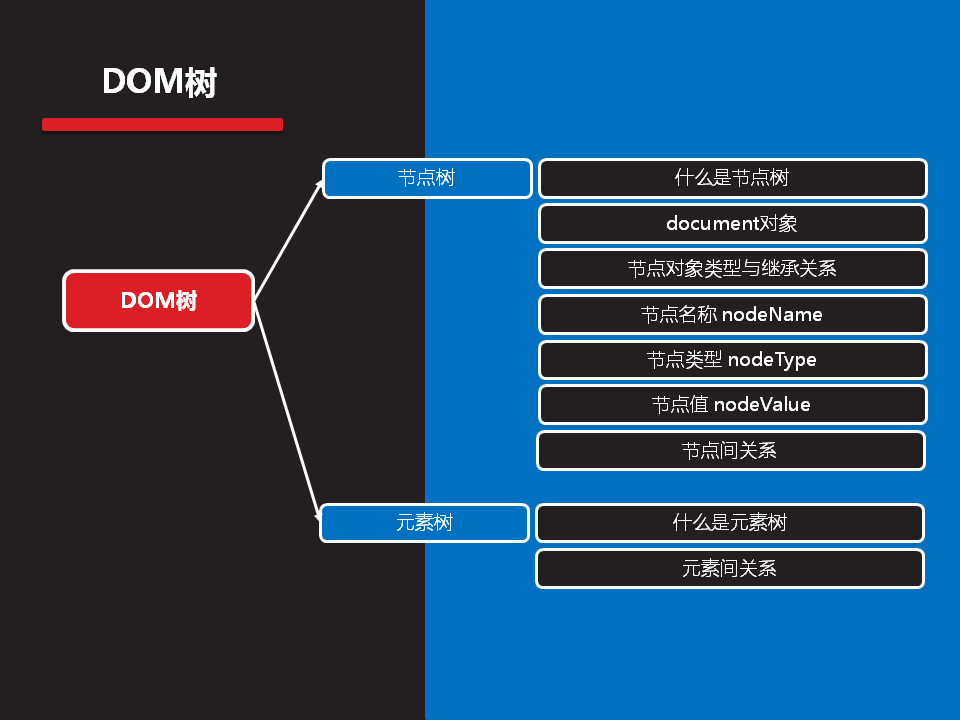 DOM树
DOM树
节点树
什么是节点树
document对象
节点对象类型与继承关系
节点名称 nodeName
节点类型 nodeType
节点值 nodeValue
节点间关系
元素树
什么是元素树
元素间关系